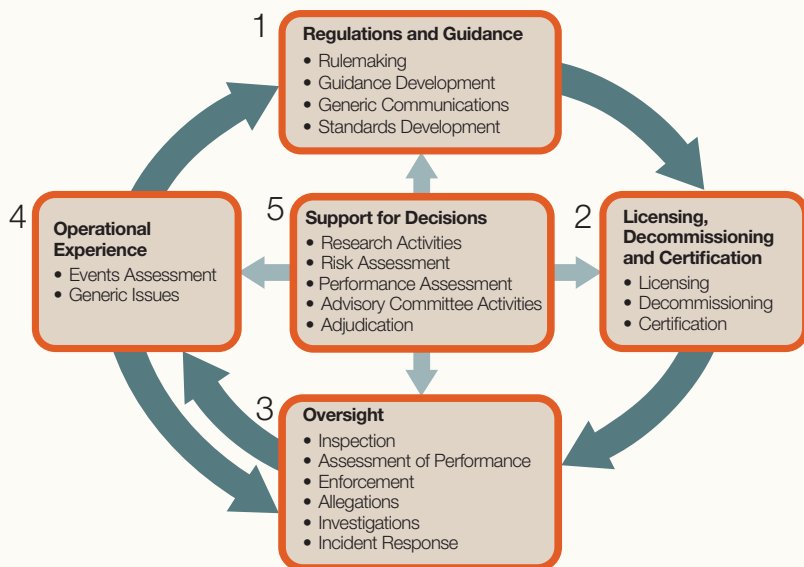 1
Regulations and Guidance
• Rulemaking
• Guidance Development
• Generic Communications
• Standards Development
4
Operational
Experience
• Events Assessment
• Generic Issues
5
Support for Decisions
• Research Activities
• Risk Assessment
• Performance Assessment
• Advisory Committee Activities
• Adjudication
2
Licensing,
Decommissioning
and Certification
• Licensing
• Decommissioning
• Certification
3
Oversight
• Inspection
• Assessment of Performance
• Enforcement
• Allegations
• Investigations
• Incident Response